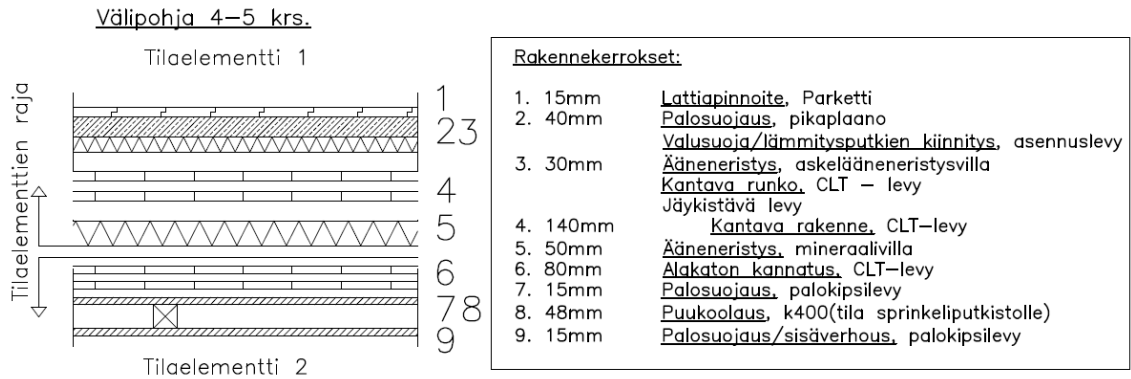 Välipohja 4-5 krs.
Tilaelementti 1
Tilaelementtien raja
1
23
4
5
6
78
9
Tilaelementti 2
Rakennekerrokset:
1. 15mm Lattiapinnoite, Parketti
2. 40mm Palosuojaus, pikaplaano
Valusuoja/lämmitysputkien kiinnitys, asennuslevy
3. 30mm Ääneneristys, askelääneneristysvilla
Kantava runko, CLT - levy
Jäykistävä levy
4. 140mm Kantava rakenne, CLT-levy
5. 50mm Ääneneristys, mineraalivilla
6. 80mm Alakaton kannatus, CLT-levy
7. 15mm Palosuojaus, palokipsilevy
8. 48mm Puukoolaus, k400(tila sprinkeliputkistolle)
9. 15mm Palosuojaus/sisäverhous, palokipsilevy